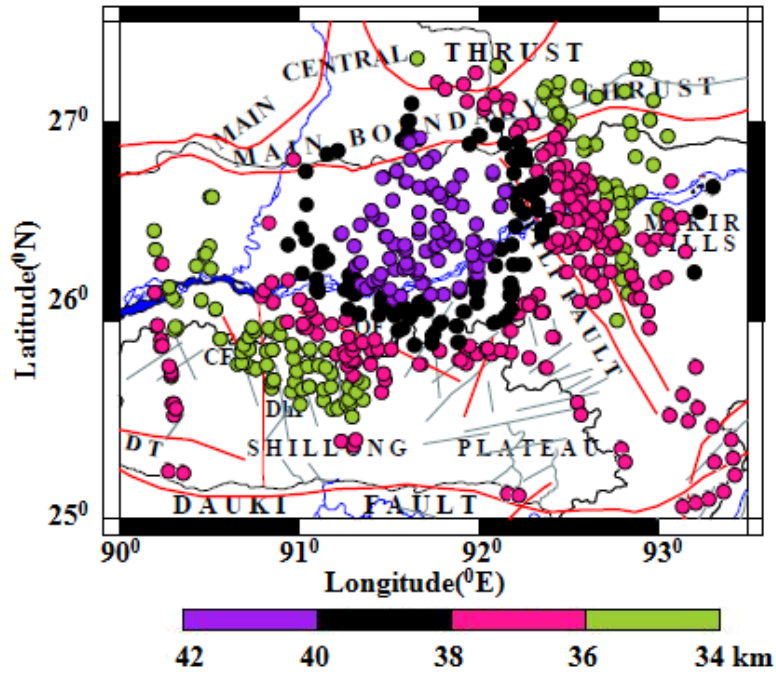 MAIN CENTRAL THRUST
MAIN BOUNDARY THRUST
27⁰
26⁰
25⁰
Latitude(⁰N)
HILLS
FAULT
OF
CF
Dh
DT
SHILLONG PLATEAU
DAUKI FAULT
90⁰
91⁰
92⁰
93⁰
Longitude(⁰E)
42
40
38
36
34 km